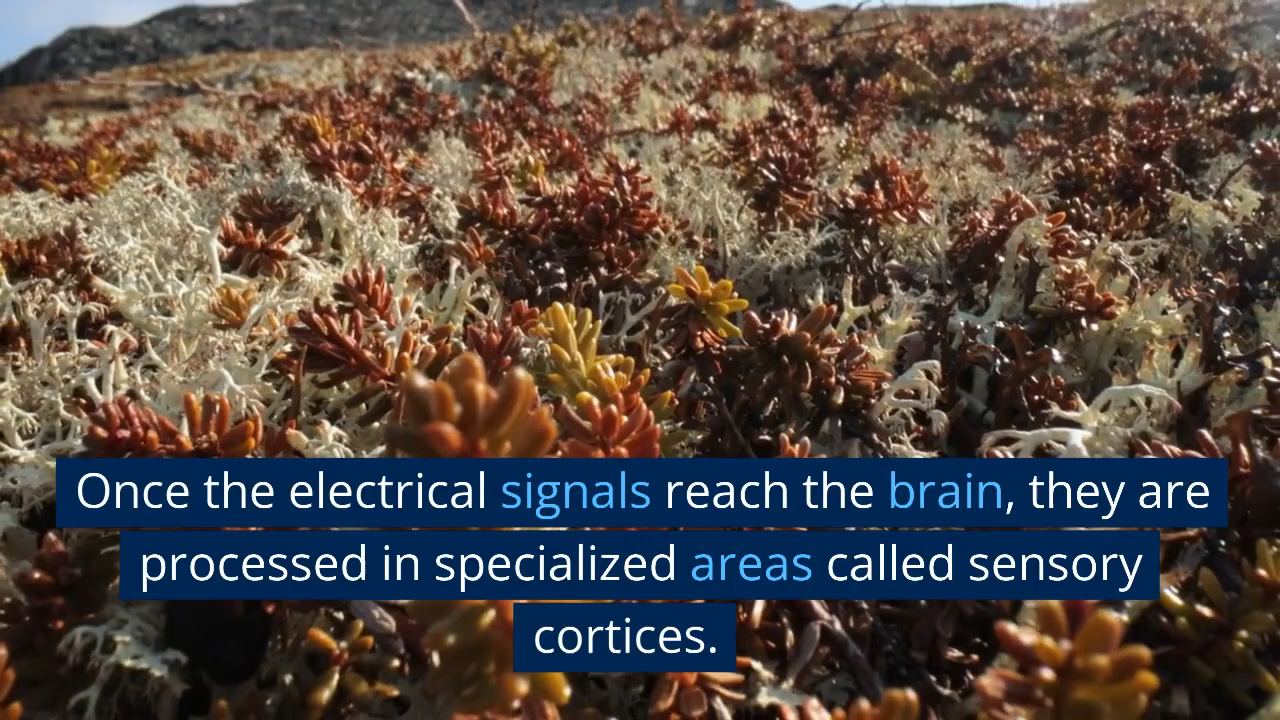 Once the electrical signals reach the brain, they are
processed in specialized areas called sensory
cortices.